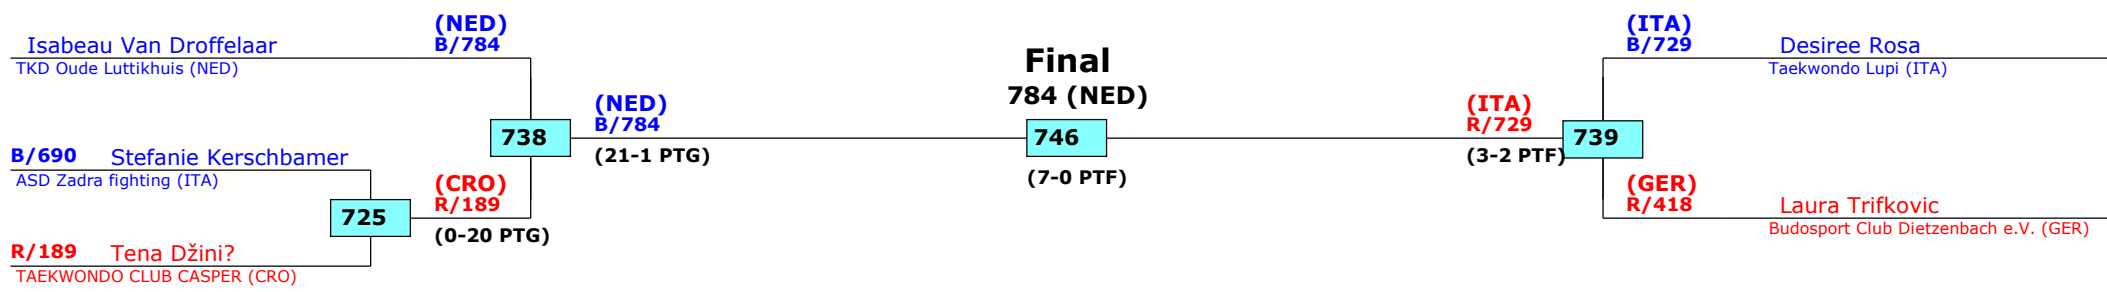 (NED)
B/784
Isabeau Van Droffelaar
TKD Oude Luttikhuis (NED)
738
(NED)
B/784
(21-1 PTG)
B/690 Stefanie Kerschbamer
ASD Zadra fighting (ITA)
725
(CRO)
R/189
(0-20 PTG)
R/189 Tena Džini?
TAEKWONDO CLUB CASPER (CRO)
Final
784 (NED)
746
(7-0 PTF)
(ITA)
R/729
(3-2 PTF)
739
(ITA)
B/729
Desiree Rosa
Taekwondo Lupi (ITA)
(GER)
R/418
Laura Trifkovic
Budosport Club Dietzenbach e.V. (GER)